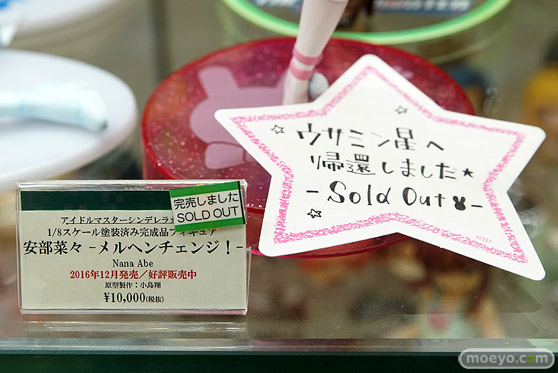 ウサミン星へ
帰還しました★
- Sold Out -
完売しました
SOLD OUT
アイドルマスターシンデレラ
1/8スケール塗装済み完成品フィギュア
安部菜々 -メルヘンチェンジ！-
Nana Abe
2016年12月発売／好評販売中
原型製作：小島翔
¥10,000(税抜)
moeyo.com